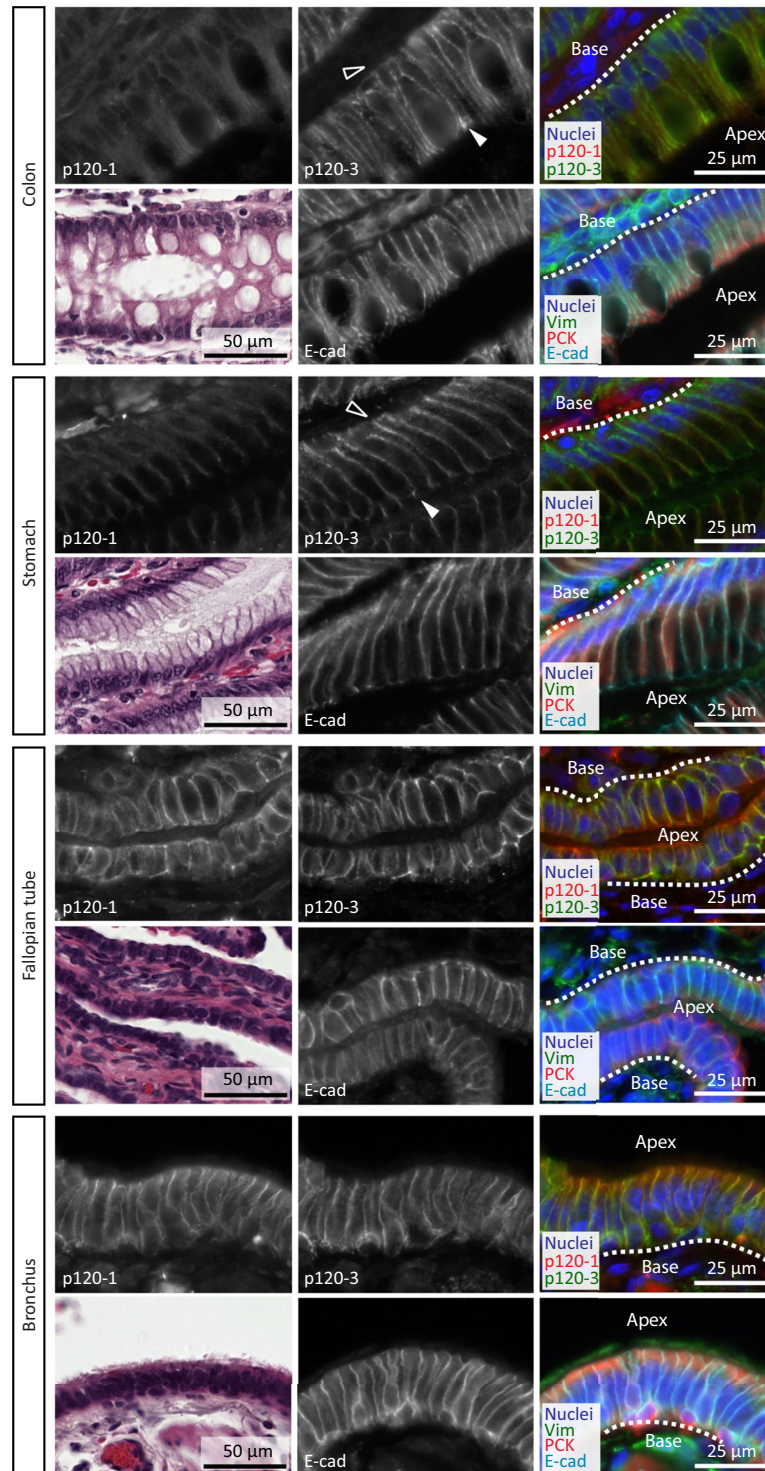 Colon
p120-1
p120-3
Base
Nuclei
p120-1
p120-3
Apex
25 µm
50 µm
E-cad
Base
Nuclei
Vim
PCK
E-cad
Apex
25 µm
Stomach
p120-1
p120-3
Base
Nuclei
p120-1
p120-3
Apex
25 µm
50 µm
E-cad
Base
Nuclei
Vim
PCK
E-cad
Apex
25 µm
Fallopian tube
p120-1
p120-3
Base
Apex
Nuclei
p120-1
p120-3
Base
25 µm
50 µm
E-cad
Base
Apex
Nuclei
Vim
PCK
E-cad
Base
25 µm
Bronchus
p120-1
p120-3
Apex
Nuclei
p120-1
p120-3
Base
25 µm
50 µm
E-cad
Apex
Nuclei
Vim
PCK
E-cad
Base
25 µm